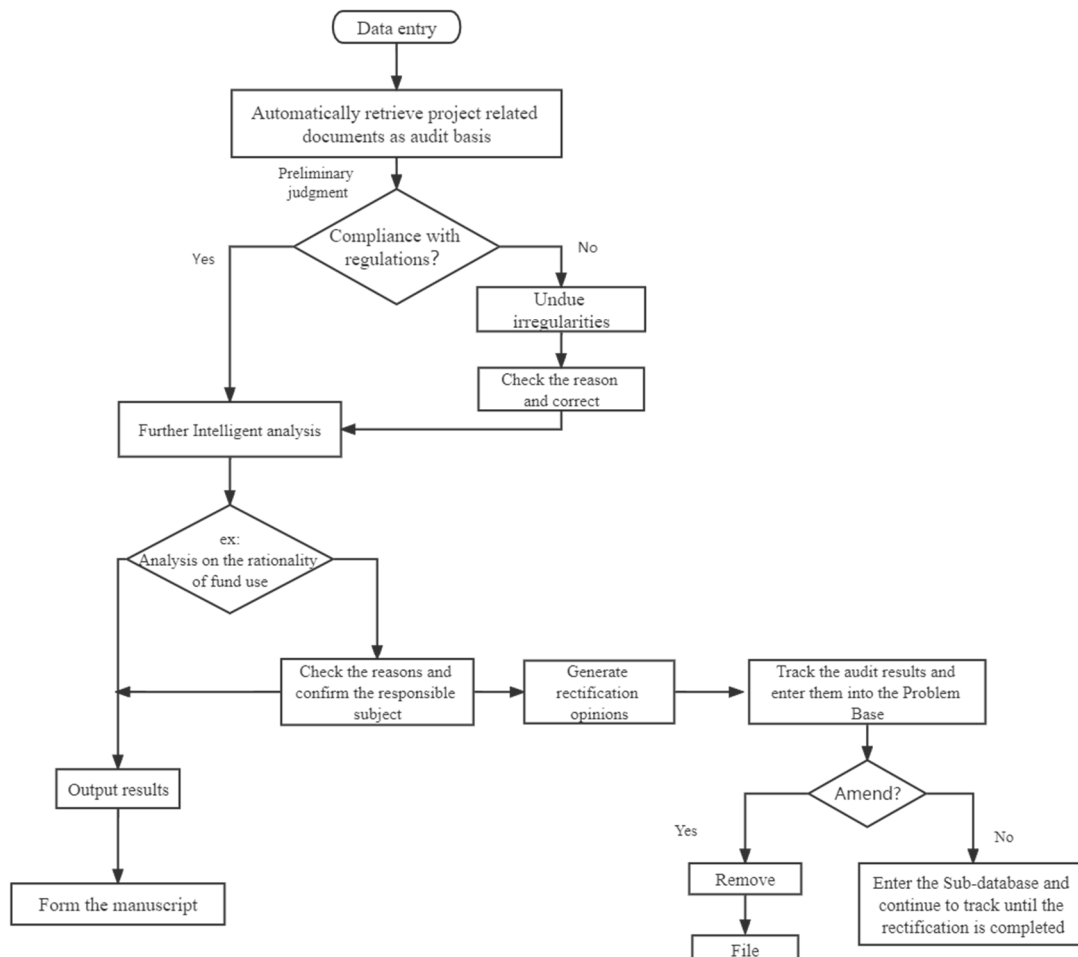 Data entry
Automatically retrieve project related
documents as audit basis
Preliminary
judgment
Compliance with
regulations?
Yes
No
Undue
irregularities
Check the reason
and correct
Further Intelligent analysis
ex:
Analysis on the rationality
of fund use
Check the reasons and
confirm the responsible
subject
Generate
rectification
opinions
Track the audit results and
enter them into the Problem
Base
Output results
Amend?
Yes
No
Remove
Enter the Sub-database and
continue to track until the
rectification is completed
Form the manuscript
File